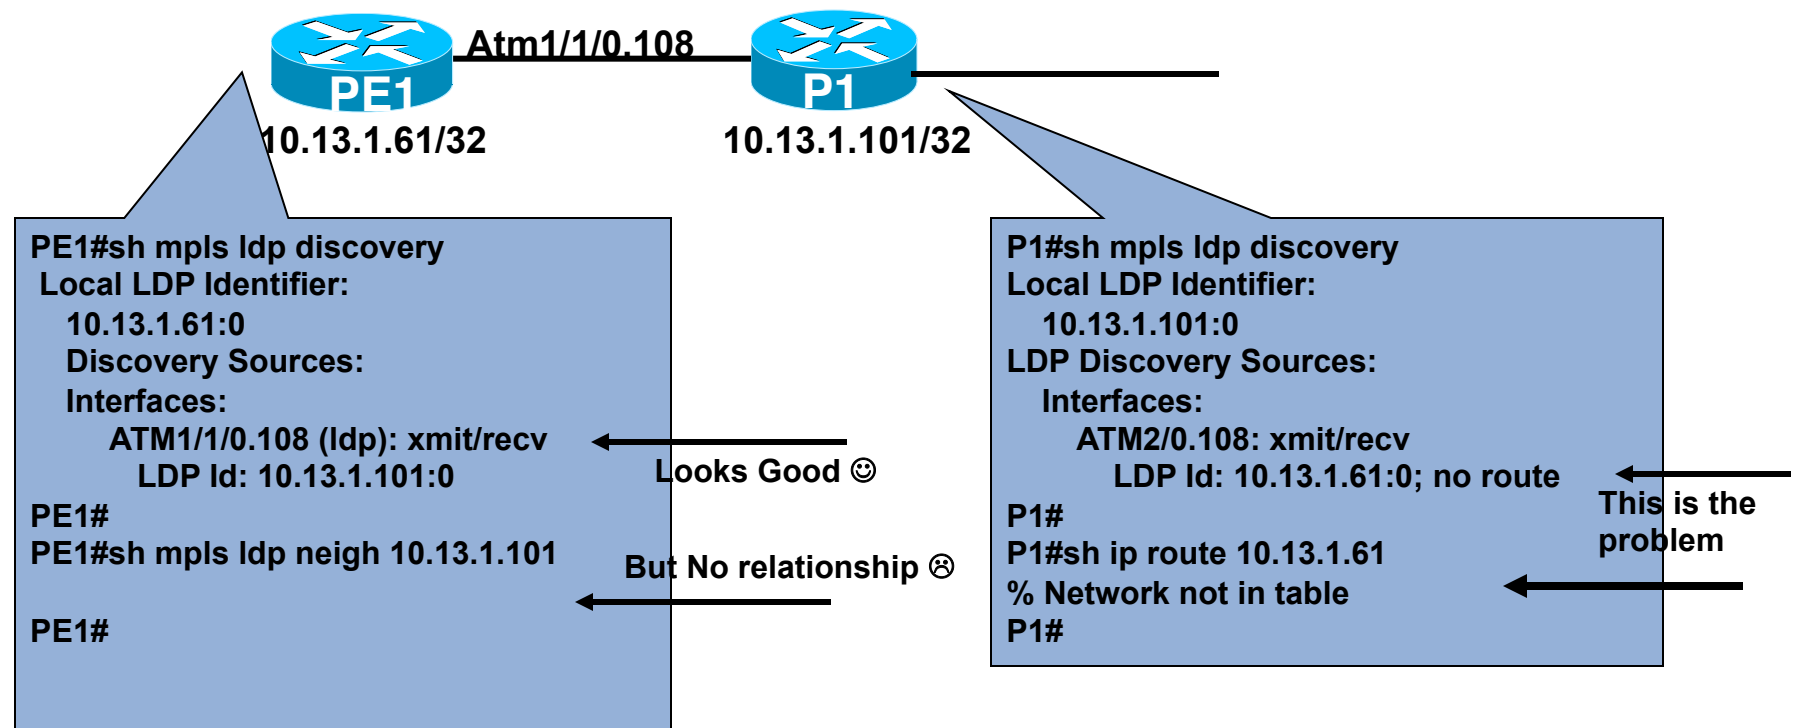 Atm1/1/0.108
PE1
P1
10.13.1.61/32
10.13.1.101/32
PE1#sh mpls ldp discovery
Local LDP Identifier:
10.13.1.61:0
Discovery Sources:
Interfaces:
ATM1/1/0.108 (ldp): xmit/recv
LDP Id: 10.13.1.101:0
PE1#
PE1#sh mpls ldp neigh 10.13.1.101
PE1#
Looks Good ☺
But No relationship ☹
P1#sh mpls ldp discovery
Local LDP Identifier:
10.13.1.101:0
LDP Discovery Sources:
Interfaces:
ATM2/0.108: xmit/recv
LDP Id: 10.13.1.61:0; no route
P1#
P1#sh ip route 10.13.1.61
% Network not in table
P1#
This is the
problem